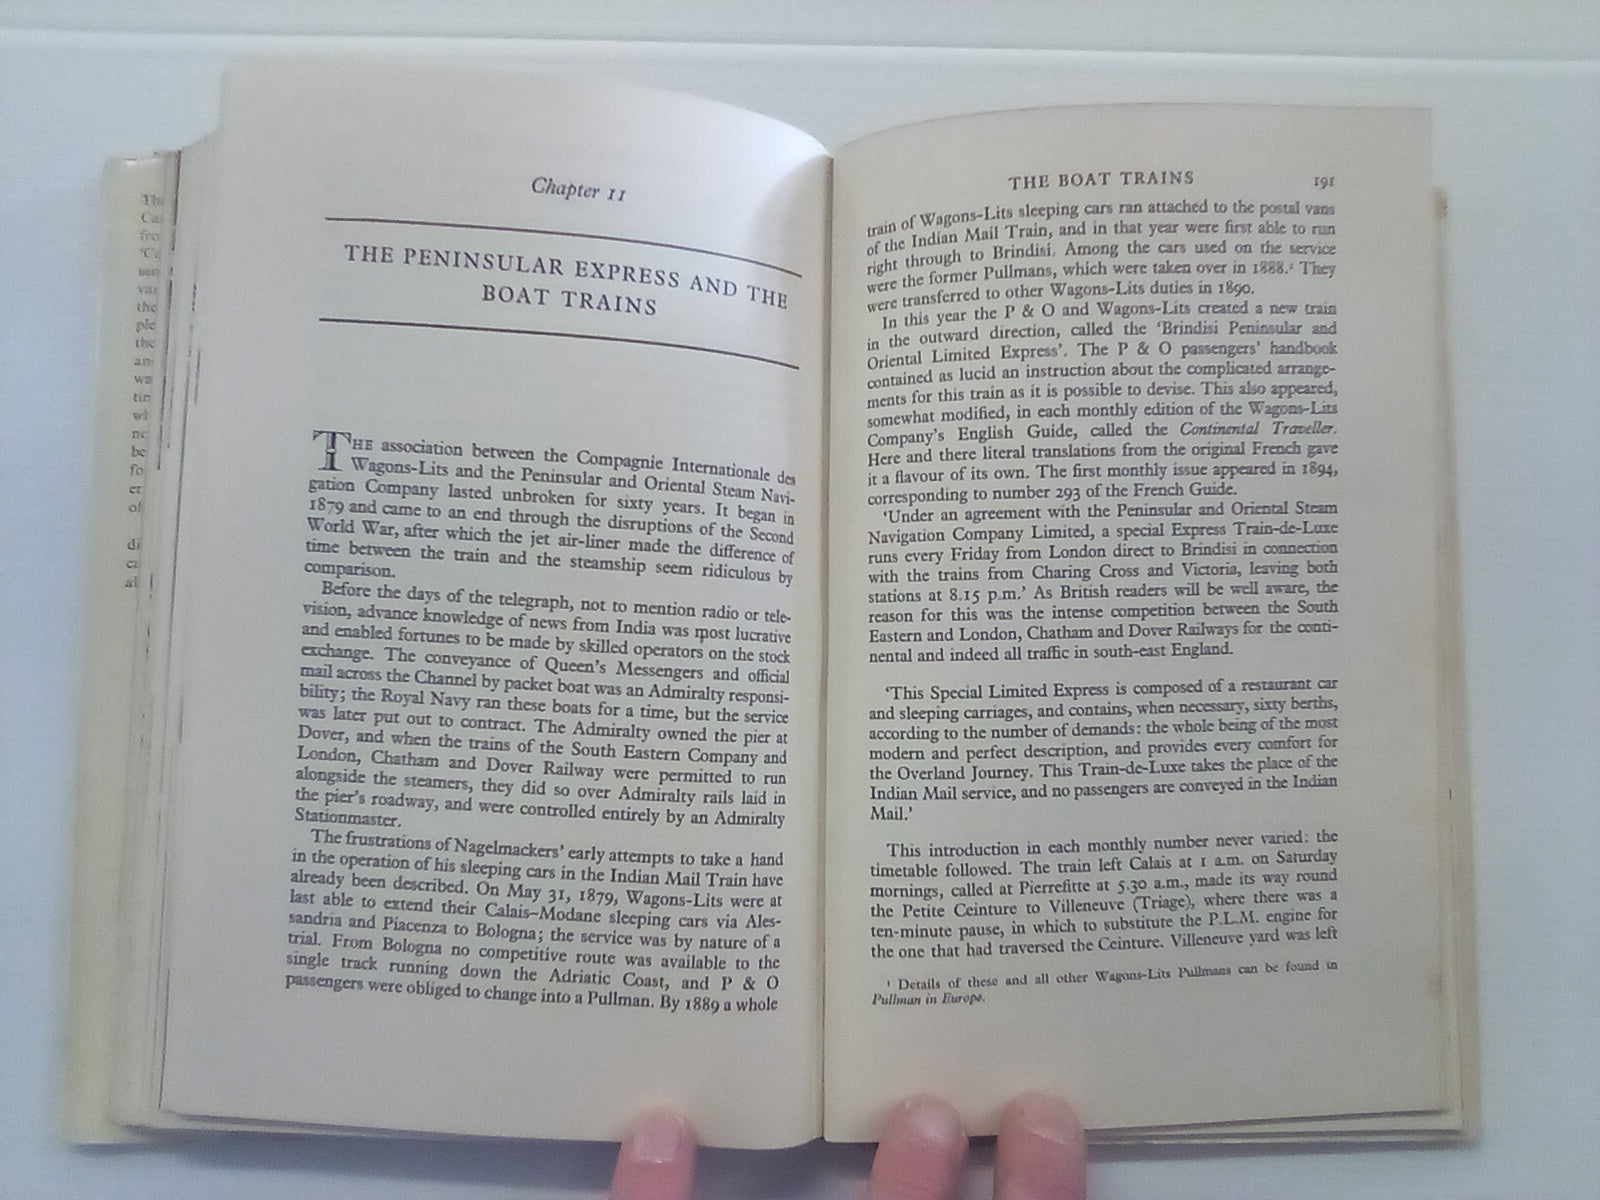 Chapter 11
THE PENINSULAR EXPRESS AND THE
BOAT TRAINS
THE association between the Compagnie Internationale des
Wagons-Lits and the Peninsular and Oriental Steam Navi-
gation Company lasted unbroken for sixty years. It began in
1879 and came to an end through the disruptions of the Second
World War, after which the jet air-liner made the difference of
time between the train and the steamship seem ridiculous by
comparison.
Before the days of the telegraph, not to mention radio or tele-
vision, advance knowledge of news from India was most lucrative
and enabled fortunes to be made by skilled operators on the stock
exchange. The conveyance of Queen's Messengers and official
mail across the Channel by packet boat was an Admiralty responsi-
bility; the Royal Navy ran these boats for a time, but the service
was later put out to contract. The Admiralty owned the pier at
Dover, and when the trains of the South Eastern Company and
London, Chatham and Dover Railway were permitted to run
alongside the steamers, they did so over Admiralty rails laid in
the pier's roadway, and were controlled entirely by an Admiralty
Stationmaster.
The frustrations of Nagelmackers' early attempts to take a hand
in the operation of his sleeping cars in the Indian Mail Train have
already been described. On May 31, 1879, Wagons-Lits were at
last able to extend their Calais–Modane sleeping cars via Ales-
sandria and Piacenza to Bologna; the service was by nature of a
trial. From Bologna no competitive route was available to the
single track running down the Adriatic Coast, and P & O
passengers were obliged to change into a Pullman. By 1889 a whole
THE BOAT TRAINS 191
train of Wagons-Lits sleeping cars ran attached to the postal vans
of the Indian Mail Train, and in that year were first able to run
right through to Brindisi. Among the cars used on the service
were the former Pullmans, which were taken over in 1888.¹ They
were transferred to other Wagons-Lits duties in 1890.
In this year the P & O and Wagons-Lits created a new train
in the outward direction, called the 'Brindisi Peninsular and
Oriental Limited Express'. The P & O passengers' handbook
contained as lucid an instruction about the complicated arrange-
ments for this train as it is possible to devise. This also appeared,
somewhat modified, in each monthly edition of the Wagons-Lits
Company's English Guide, called the Continental Traveller.
Here and there literal translations from the original French gave
it a flavour of its own. The first monthly issue appeared in 1894,
corresponding to number 293 of the French Guide.
'Under an agreement with the Peninsular and Oriental Steam
Navigation Company Limited, a special Express Train-de-Luxe
runs every Friday from London direct to Brindisi in connection
with the trains from Charing Cross and Victoria, leaving both
stations at 8.15 p.m.' As British readers will be well aware, the
reason for this was the intense competition between the South
Eastern and London, Chatham and Dover Railways for the conti-
nental and indeed all traffic in south-east England.
'This Special Limited Express is composed of a restaurant car
and sleeping carriages, and contains, when necessary, sixty berths,
according to the number of demands: the whole being of the most
modern and perfect description, and provides every comfort for
the Overland Journey. This Train-de-Luxe takes the place of the
Indian Mail service, and no passengers are conveyed in the Indian
Mail.'
This introduction in each monthly number never varied: the
timetable followed. The train left Calais at 1 a.m. on Saturday
mornings, called at Pierrefitte at 5.30 a.m., made its way round
the Petite Ceinture to Villeneuve (Triage), where there was a
ten-minute pause, in which to substitute the P.L.M. engine for
the one that had traversed the Ceinture. Villeneuve yard was left
¹ Details of these and all other Wagons-Lits Pullmans can be found in
Pullman in Europe.